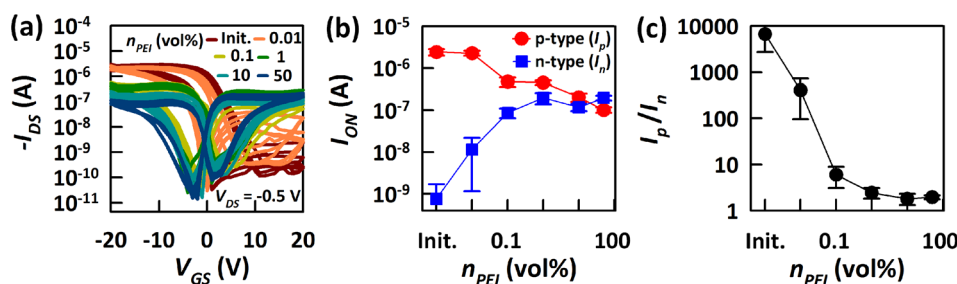 (a)
n_PEI (vol%)
Init.
0.01
0.1
1
10
50
10⁻³
10⁻⁴
10⁻⁵
10⁻⁶
10⁻⁷
10⁻⁸
10⁻⁹
10⁻¹⁰
10⁻¹¹
-I_DS (A)
V_DS = -0.5 V
-20 -10 0 10 20
V_GS (V)
(b)
p-type (I_p)
n-type (I_n)
10⁻⁵
10⁻⁶
10⁻⁷
10⁻⁸
10⁻⁹
I_ON (A)
Init. 0.1 100
n_PEI (vol%)
(c)
10000
1000
100
10
1
I_p/I_n
Init. 0.1 100
n_PEI (vol%)